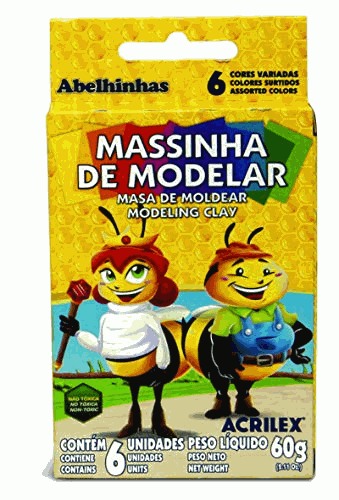 Abelhinhas
6 CORES VARIADAS
COLORES SURTIDOS
ASSORTED COLORS
MASSINHA
DE MODELAR
MASA DE MOLDEAR
MODELING CLAY
NÃO TÓXICA
NO TÓXICA
NON-TOXIC
ACRILEX
CONTÉM 6 UNIDADES PESO LÍQUIDO 60g
CONTIENE UNIDADES PESO NETO
CONTAINS UNITS NET WEIGHT